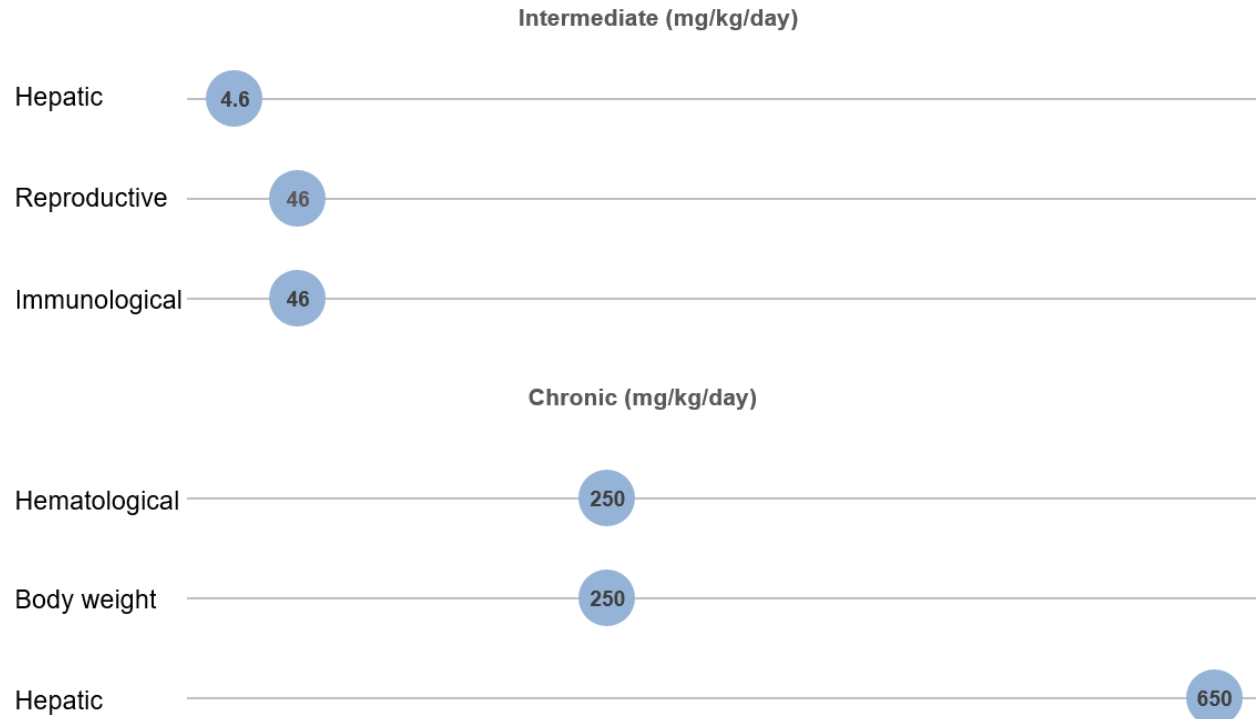 Intermediate (mg/kg/day)
Hepatic 4.6
Reproductive 46
Immunological 46
Chronic (mg/kg/day)
Hematological 250
Body weight 250
Hepatic 650